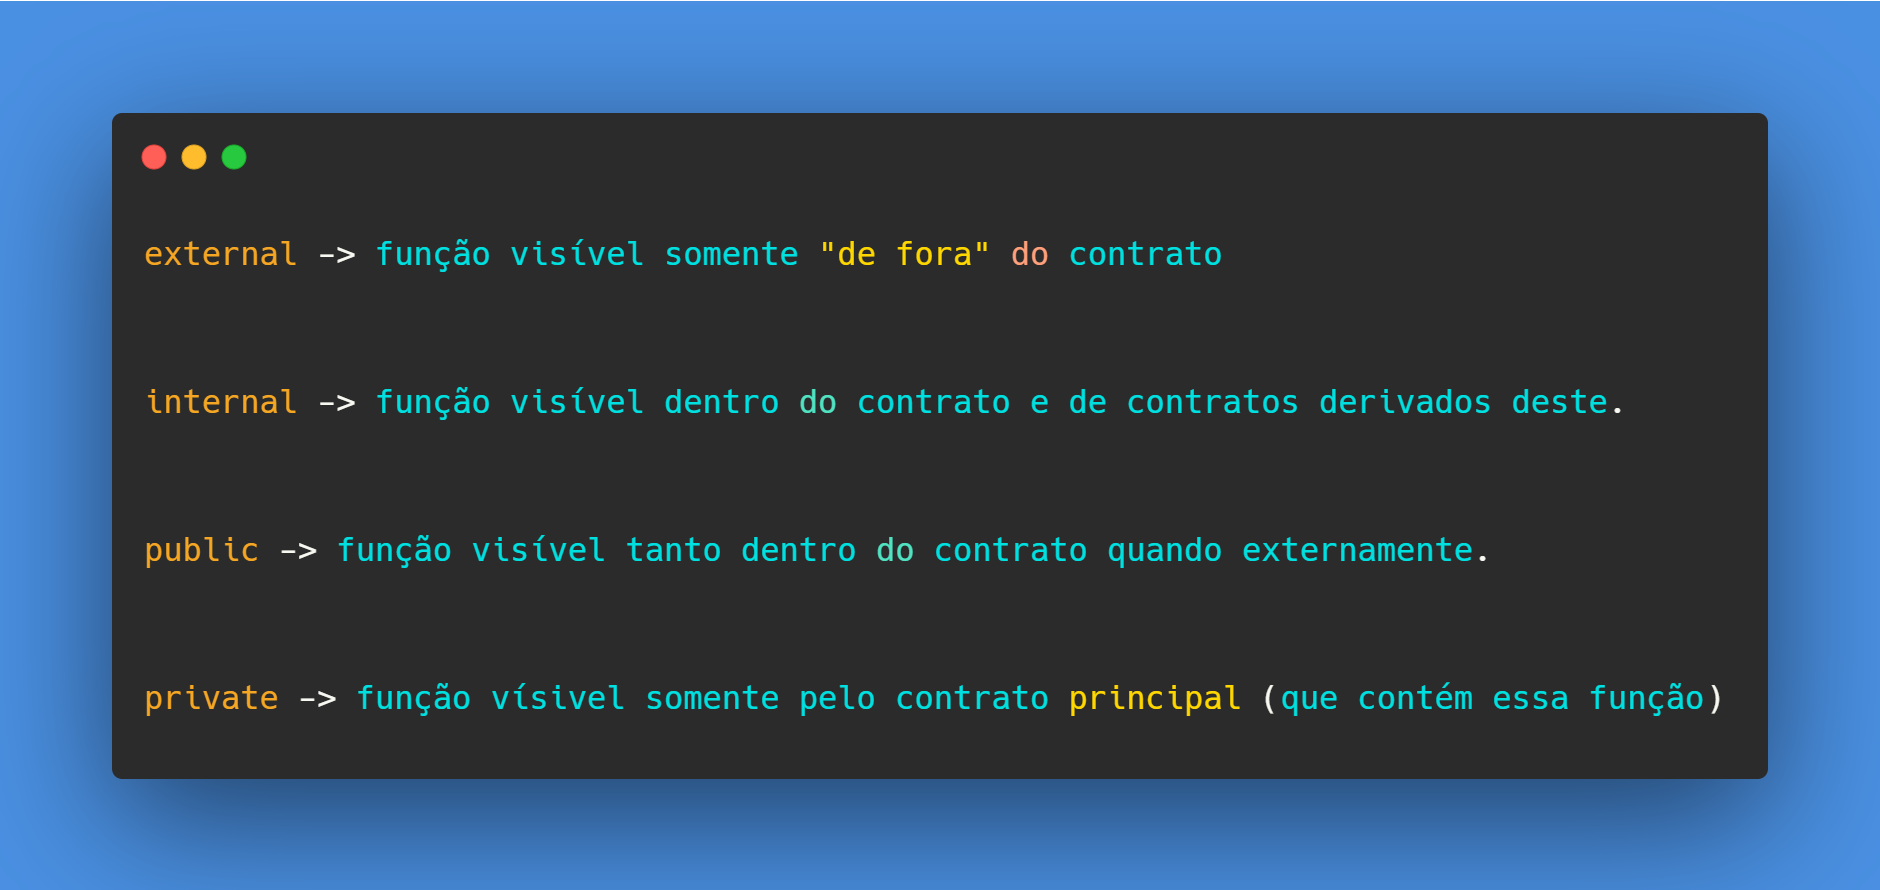 external -> função visível somente "de fora" do contrato
internal -> função visível dentro do contrato e de contratos derivados deste.
public -> função visível tanto dentro do contrato quando externamente.
private -> função vísivel somente pelo contrato principal (que contém essa função)